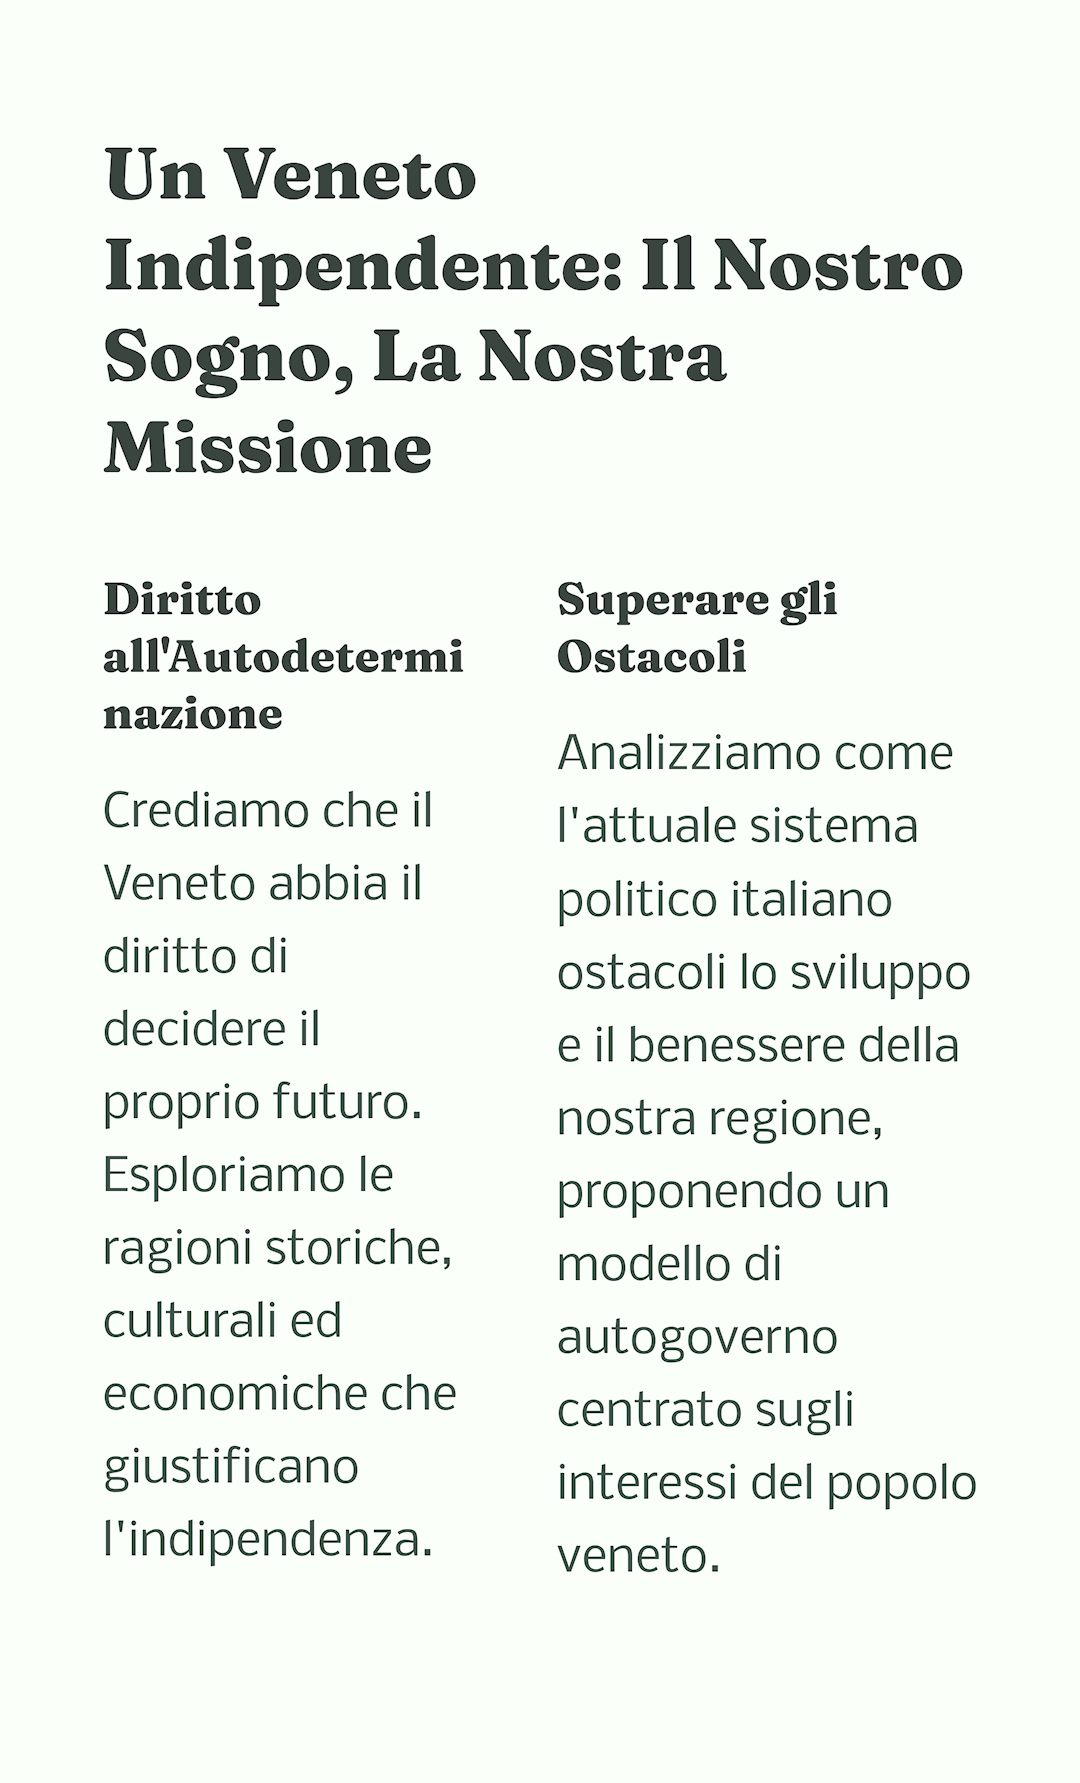 Un Veneto
Indipendente: Il Nostro
Sogno, La Nostra
Missione
Diritto
all'Autodetermi
nazione
Crediamo che il
Veneto abbia il
diritto di
decidere il
proprio futuro.
Esploriamo le
ragioni storiche,
culturali ed
economiche che
giustificano
l'indipendenza.
Superare gli
Ostacoli
Analizziamo come
l'attuale sistema
politico italiano
ostacoli lo sviluppo
e il benessere della
nostra regione,
proponendo un
modello di
autogoverno
centrato sugli
interessi del popolo
veneto.